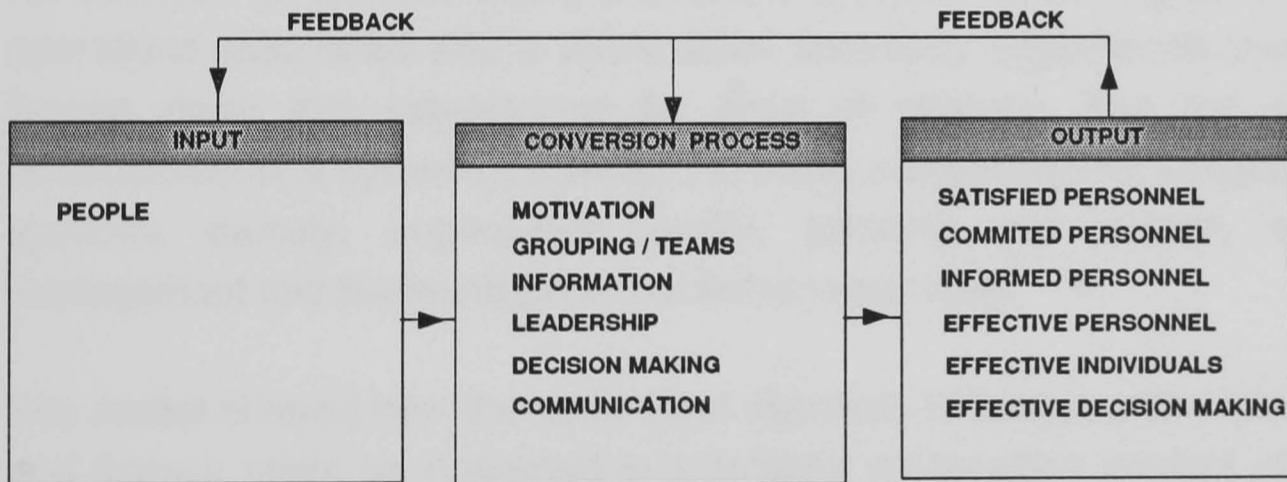 FEEDBACK FEEDBACK
INPUT
PEOPLE
CONVERSION PROCESS
MOTIVATION
GROUPING / TEAMS
INFORMATION
LEADERSHIP
DECISION MAKING
COMMUNICATION
OUTPUT
SATISFIED PERSONNEL
COMMITED PERSONNEL
INFORMED PERSONNEL
EFFECTIVE PERSONNEL
EFFECTIVE INDIVIDUALS
EFFECTIVE DECISION MAKING